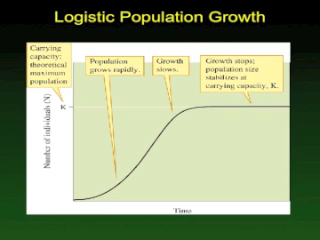 Logistic Population Growth
Carrying
capacity:
theoretical
maximum
population
Population
grows rapidly.
Growth
slows.
Growth stops;
population size
stabilizes at
carrying capacity, K.
K
Number of individuals (N)
Time